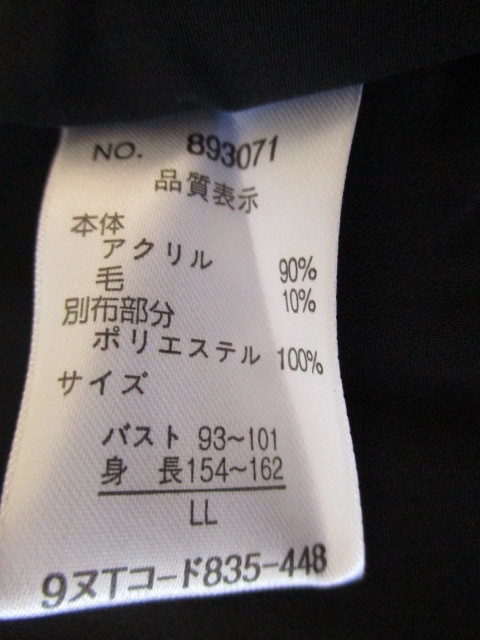 NO. 893071
品質表示
本体
アクリル 90%
毛 10%
別布部分
ポリエステル 100%
サイズ
バスト 93~101
身 長154~162
LL
9ヌTコード835-448